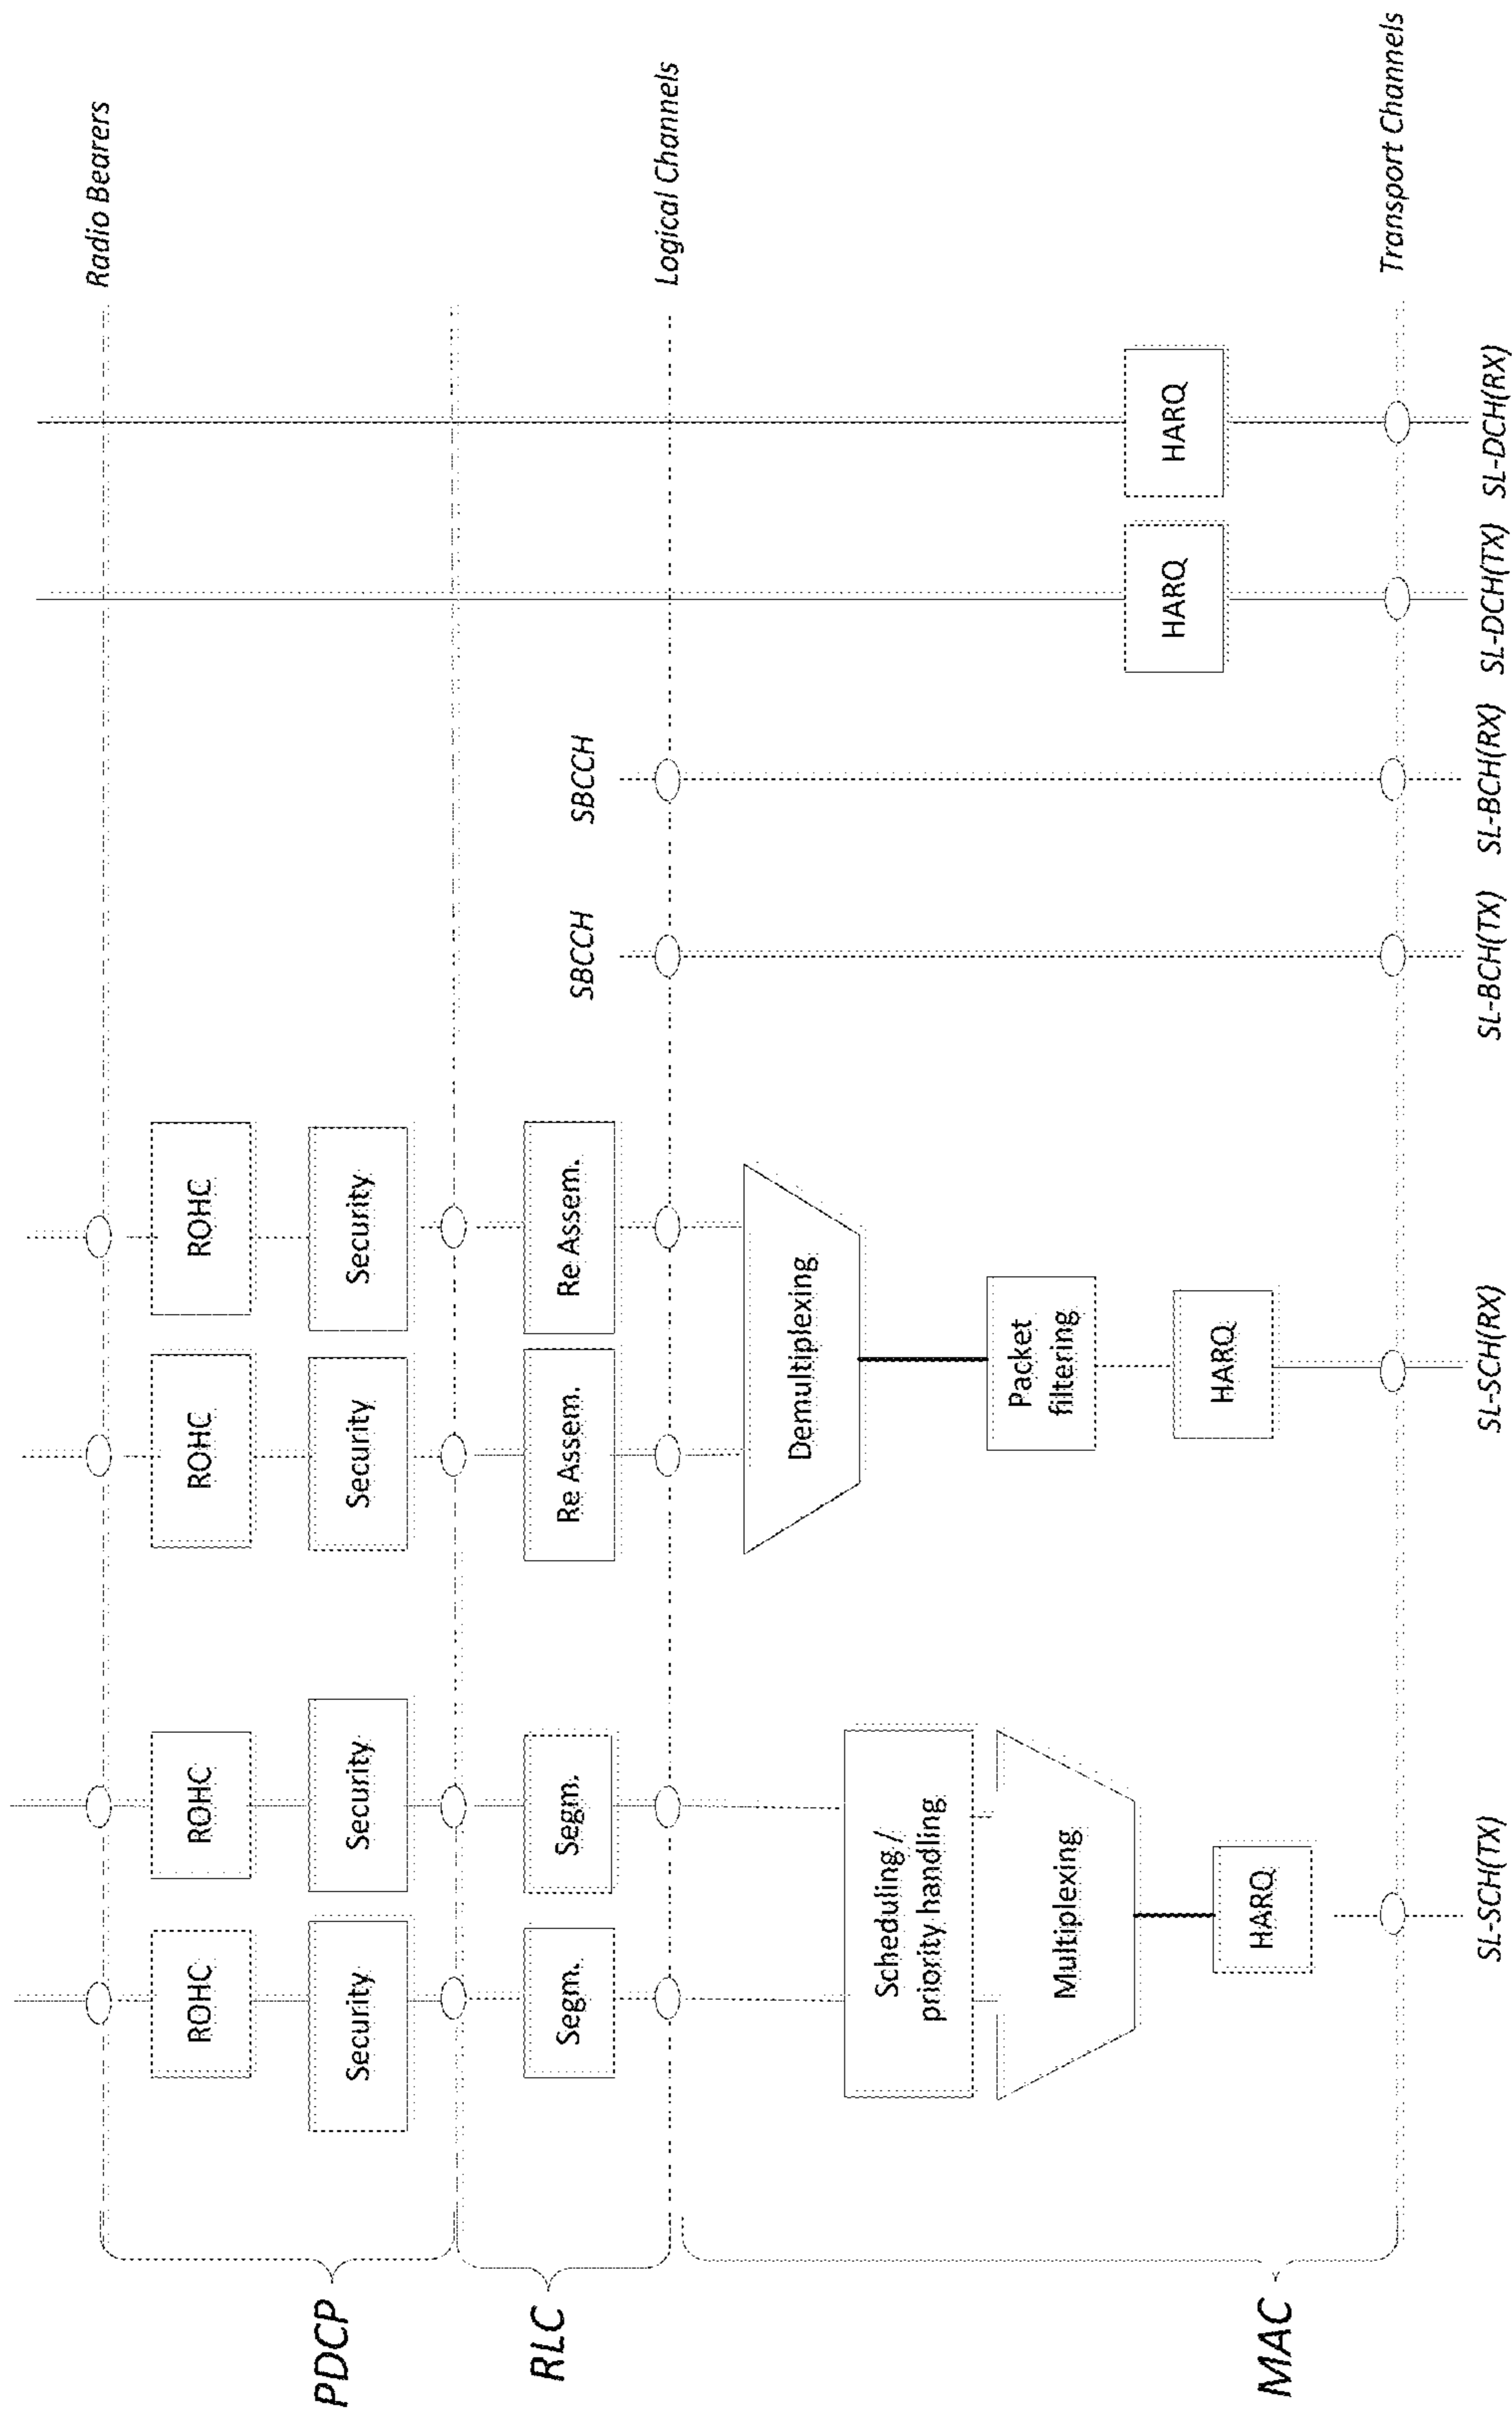 Radio Bearers
PDCP
ROHC
ROHC
ROHC
ROHC
Security
Security
Security
Security
RLC
Segm.
Segm.
Re Assem.
Re Assem.
SBCCH
SBCCH
Logical Channels
MAC
Scheduling /
priority handling
Multiplexing
HARQ
Demultiplexing
Packet
filtering
HARQ
HARQ
HARQ
Transport Channels
SL-SCH(TX)
SL-SCH(RX)
SL-BCH(TX)
SL-BCH(RX)
SL-DCH(TX)
SL-DCH(RX)